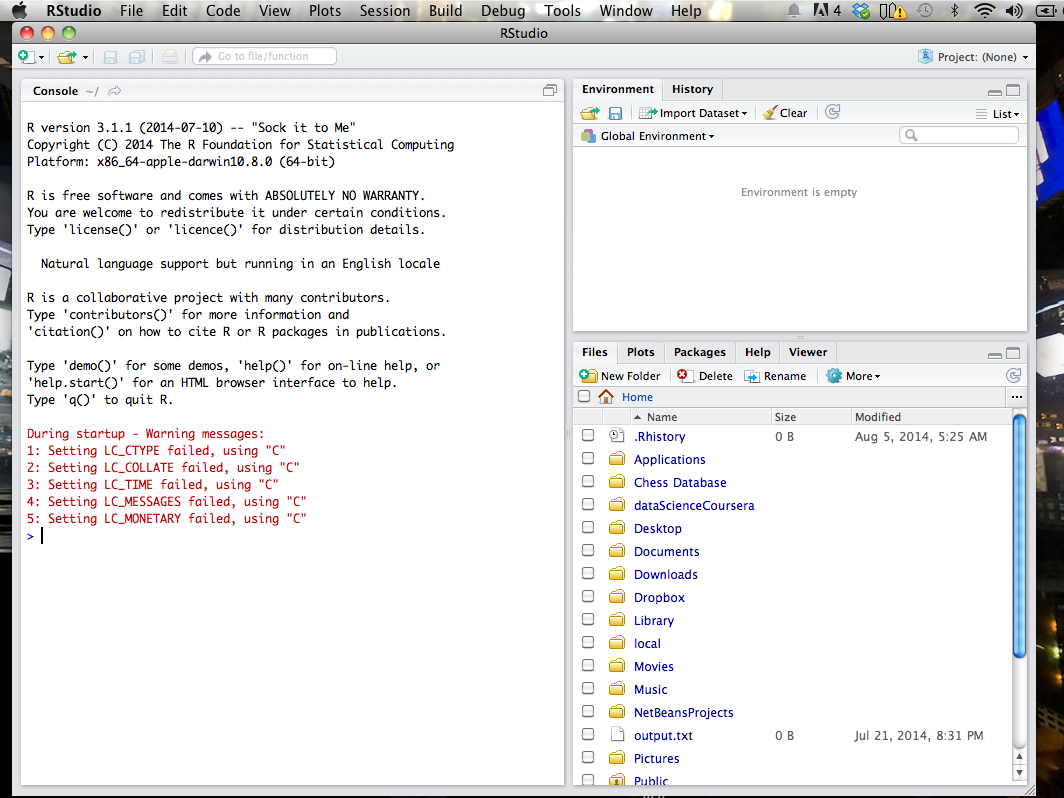 RStudio File Edit Code View Plots Session Build Debug Tools Window Help 4
RStudio
Go to file/function
Project: (None)
Console ~/
R version 3.1.1 (2014-07-10) -- "Sock it to Me"
Copyright (C) 2014 The R Foundation for Statistical Computing
Platform: x86_64-apple-darwin10.8.0 (64-bit)
R is free software and comes with ABSOLUTELY NO WARRANTY.
You are welcome to redistribute it under certain conditions.
Type 'license()' or 'licence()' for distribution details.
Natural language support but running in an English locale
R is a collaborative project with many contributors.
Type 'contributors()' for more information and
'citation()' on how to cite R or R packages in publications.
Type 'demo()' for some demos, 'help()' for on-line help, or
'help.start()' for an HTML browser interface to help.
Type 'q()' to quit R.
During startup - Warning messages:
1: Setting LC_CTYPE failed, using "C"
2: Setting LC_COLLATE failed, using "C"
3: Setting LC_TIME failed, using "C"
4: Setting LC_MESSAGES failed, using "C"
5: Setting LC_MONETARY failed, using "C"
>
Environment History
Import Dataset Clear List
Global Environment
Environment is empty
Files Plots Packages Help Viewer
New Folder Delete Rename More
Home ...
Name Size Modified
.Rhistory 0 B Aug 5, 2014, 5:25 AM
Applications
Chess Database
dataScienceCoursera
Desktop
Documents
Downloads
Dropbox
Library
local
Movies
Music
NetBeansProjects
output.txt 0 B Jul 21, 2014, 8:31 PM
Pictures
Public